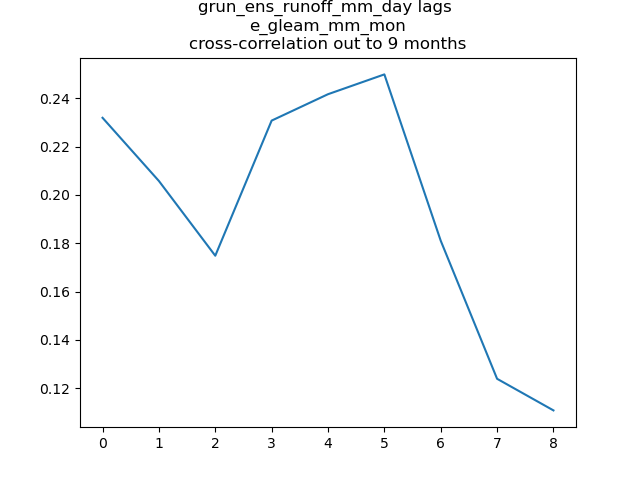 grun_ens_runoff_mm_day lags
e_gleam_mm_mon
cross-correlation out to 9 months
0.24
0.22
0.20
0.18
0.16
0.14
0.12
0 1 2 3 4 5 6 7 8